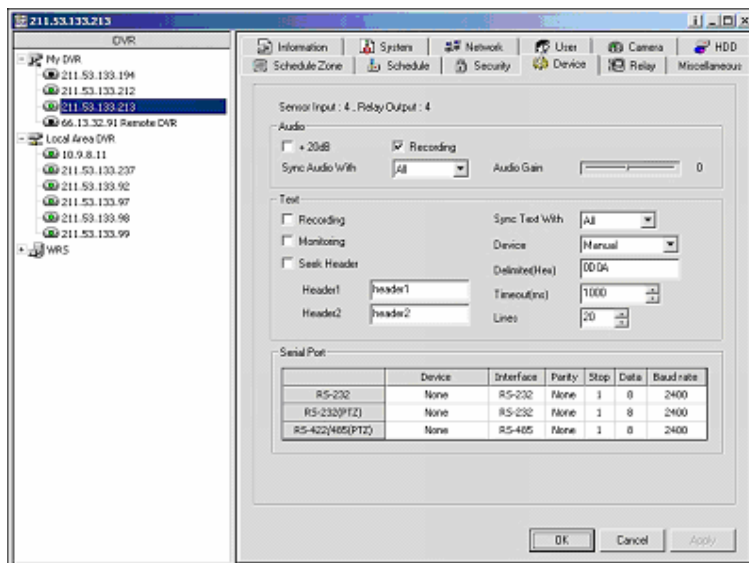 211.53.133.213
DVR
My DVR
211.53.133.194
211.53.133.212
211.53.133.213
66.13.32.91 Remote DVR
Local Area DVR
10.9.8.11
211.53.133.237
211.53.133.92
211.53.133.97
211.53.133.98
211.53.133.99
WRS
Information System Network User Camera HDD
Schedule Zone Schedule Security Device Relay Miscellaneous
Sensor Input : 4 , Relay Output : 4
Audio
+ 20dB Recording
Sync Audio With All Audio Gain 0
Text
Recording Sync Text With All
Monitoring Device Manual
Seek Header Delimiter(Hex) 0D0A
Header1 header1 Timeout(ms) 1000
Header2 header2 Lines 20
Serial Port
Device Interface Parity Stop Data Baud rate
RS-232 None RS-232 None 1 8 2400
RS-232(PTZ) None RS-232 None 1 8 2400
RS-422/485(PTZ) None RS-485 None 1 8 2400
OK Cancel Apply